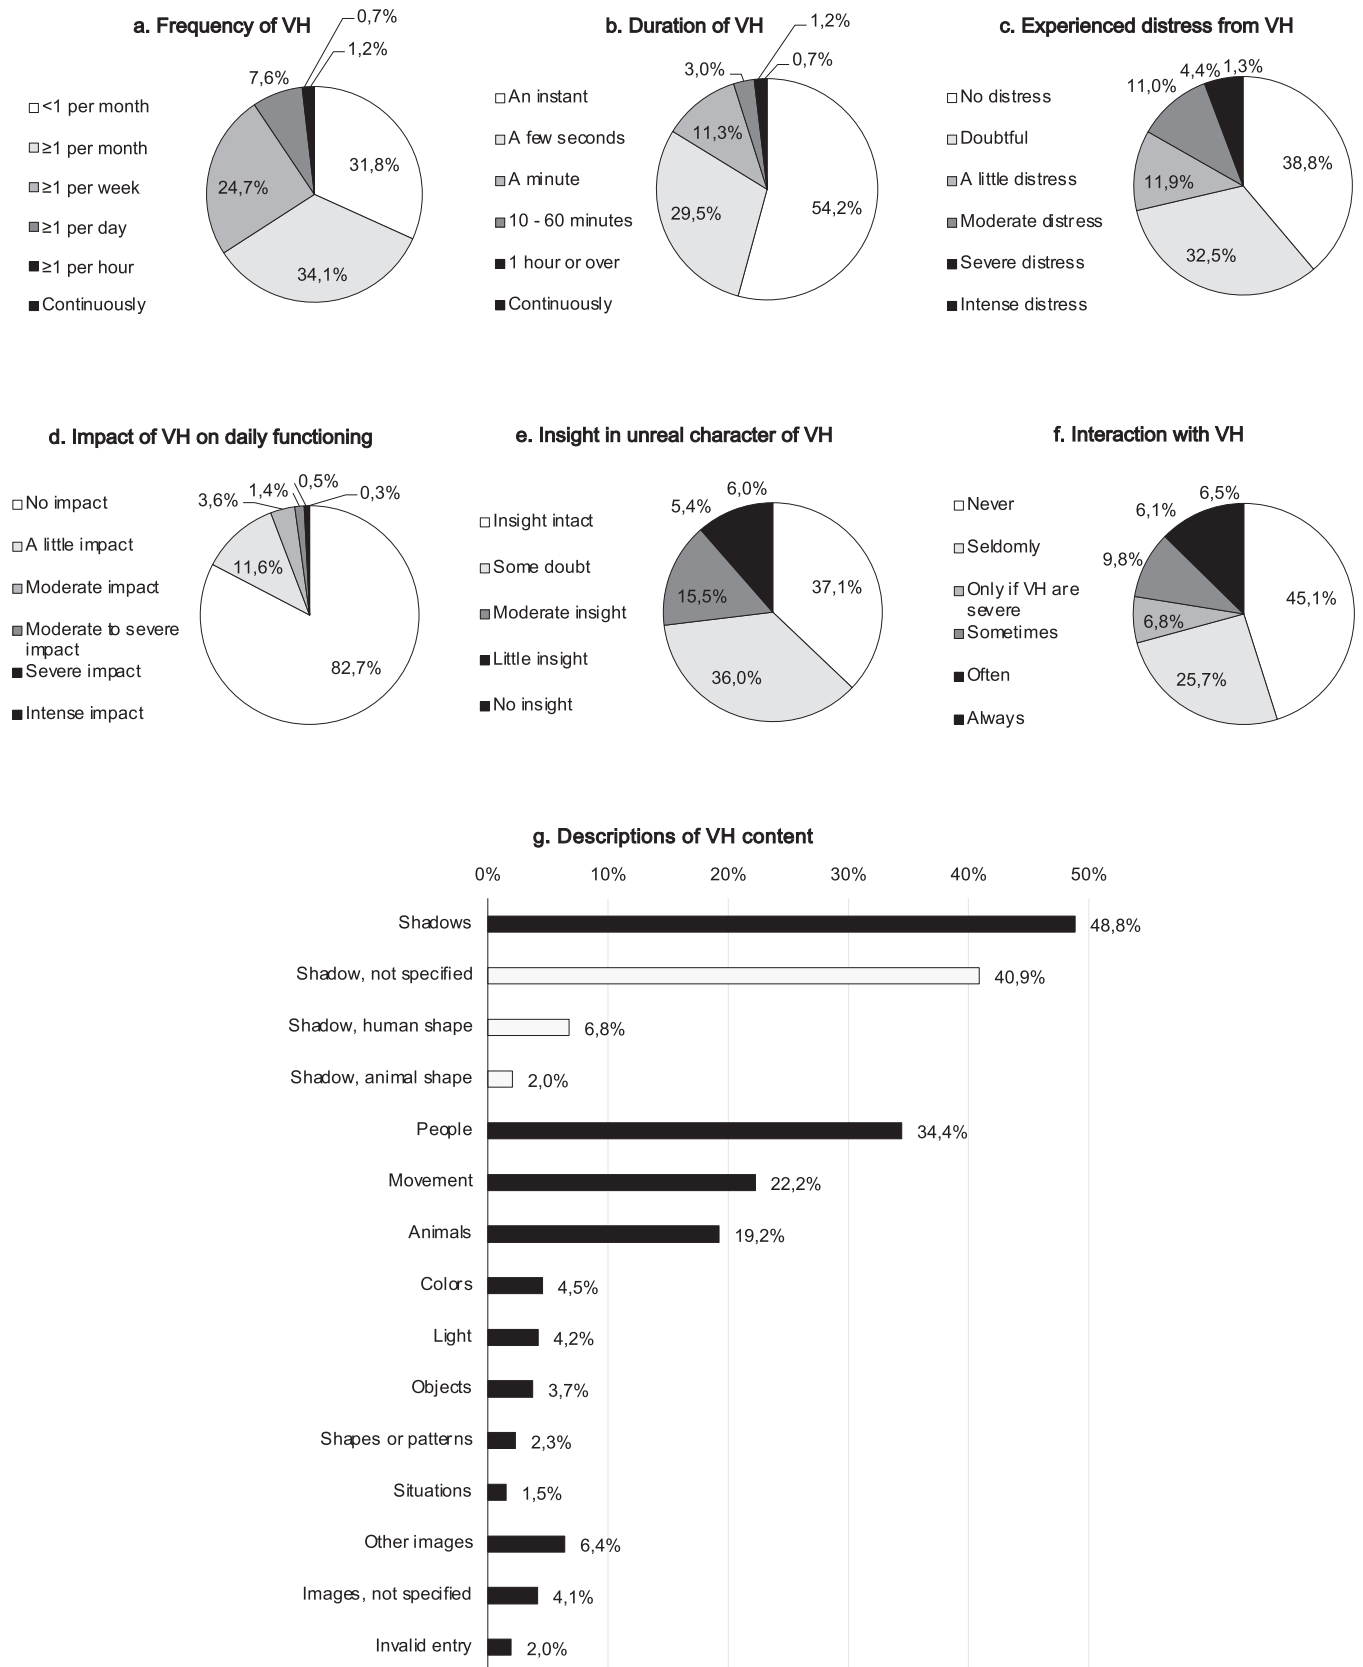 a. Frequency of VH
0,7%
1,2%
7,6%
31,8%
24,7%
34,1%
<1 per month
≥1 per month
≥1 per week
≥1 per day
≥1 per hour
Continuously
b. Duration of VH
1,2%
0,7%
3,0%
11,3%
54,2%
29,5%
An instant
A few seconds
A minute
10 - 60 minutes
1 hour or over
Continuously
c. Experienced distress from VH
4,4%
1,3%
11,0%
38,8%
11,9%
32,5%
No distress
Doubtful
A little distress
Moderate distress
Severe distress
Intense distress
d. Impact of VH on daily functioning
0,5%
1,4%
0,3%
3,6%
11,6%
82,7%
No impact
A little impact
Moderate impact
Moderate to severe
impact
Severe impact
Intense impact
e. Insight in unreal character of VH
6,0%
5,4%
37,1%
15,5%
36,0%
Insight intact
Some doubt
Moderate insight
Little insight
No insight
f. Interaction with VH
6,5%
6,1%
9,8%
45,1%
6,8%
25,7%
Never
Seldomly
Only if VH are
severe
Sometimes
Often
Always
g. Descriptions of VH content
0% 10% 20% 30% 40% 50%
Shadows 48,8%
Shadow, not specified 40,9%
Shadow, human shape 6,8%
Shadow, animal shape 2,0%
People 34,4%
Movement 22,2%
Animals 19,2%
Colors 4,5%
Light 4,2%
Objects 3,7%
Shapes or patterns 2,3%
Situations 1,5%
Other images 6,4%
Images, not specified 4,1%
Invalid entry 2,0%